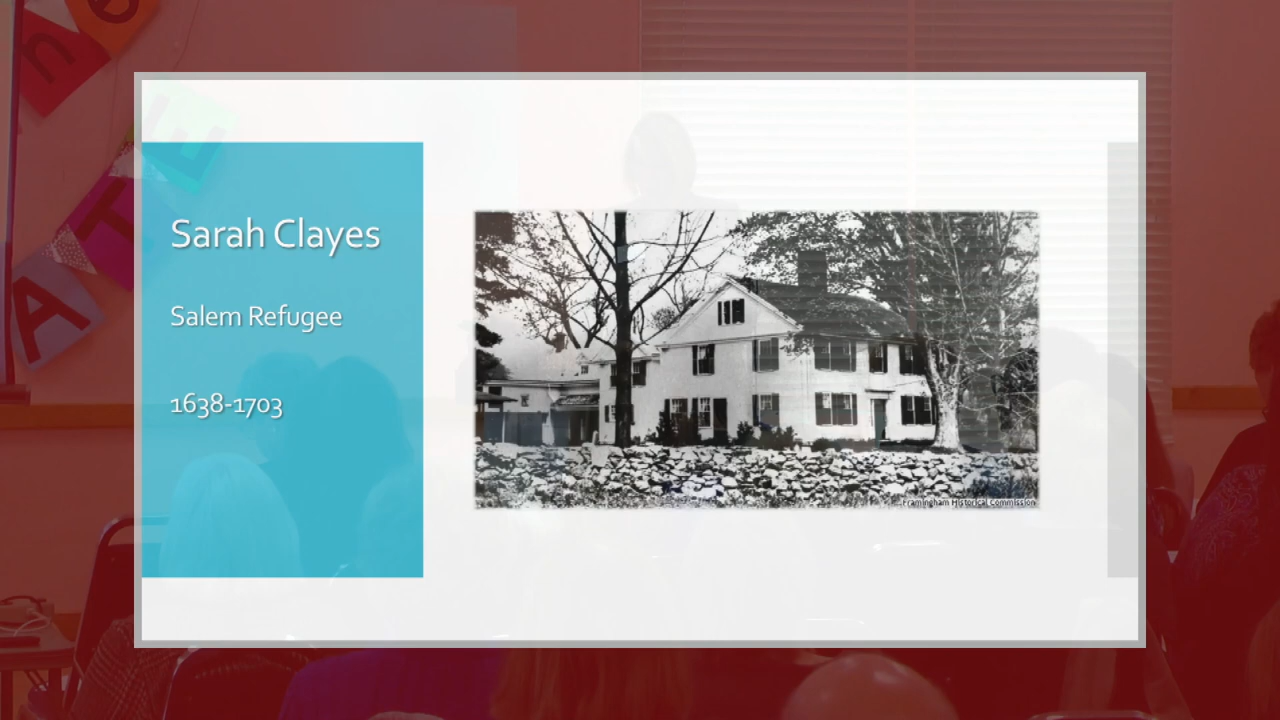 Sarah Clayes
Salem Refugee
1638-1703
Framingham Historical Commission
n
e
E
T
A